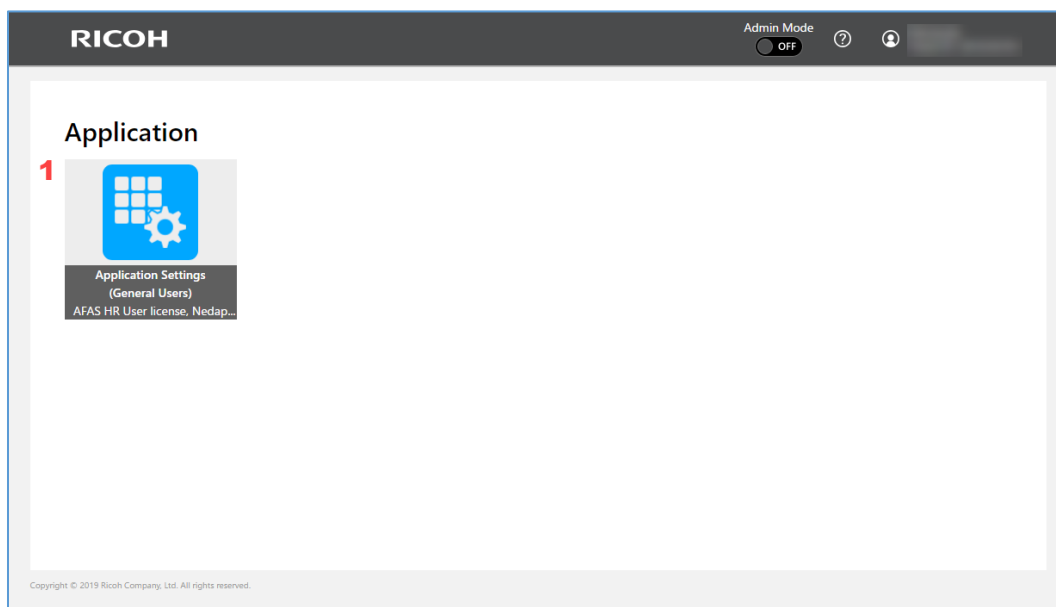 RICOH
Admin Mode
OFF
?
Application
1
Application Settings
(General Users)
AFAS HR User license, Nedap...
Copyright © 2019 Ricoh Company, Ltd. All rights reserved.